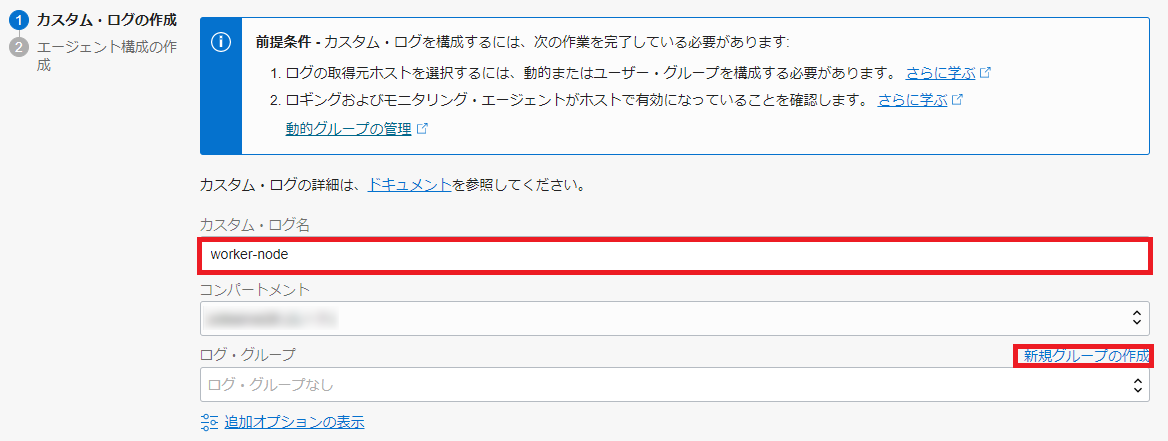 1 カスタム・ログの作成
2 エージェント構成の作
成
前提条件 - カスタム・ログを構成するには、次の作業を完了している必要があります:
1. ログの取得元ホストを選択するには、動的またはユーザー・グループを構成する必要があります。 さらに学ぶ
2. ロギングおよびモニタリング・エージェントがホストで有効になっていることを確認します。 さらに学ぶ
動的グループの管理
カスタム・ログの詳細は、ドキュメントを参照してください。
カスタム・ログ名
worker-node
コンパートメント
ログ・グループ
新規グループの作成
ログ・グループなし
追加オプションの表示